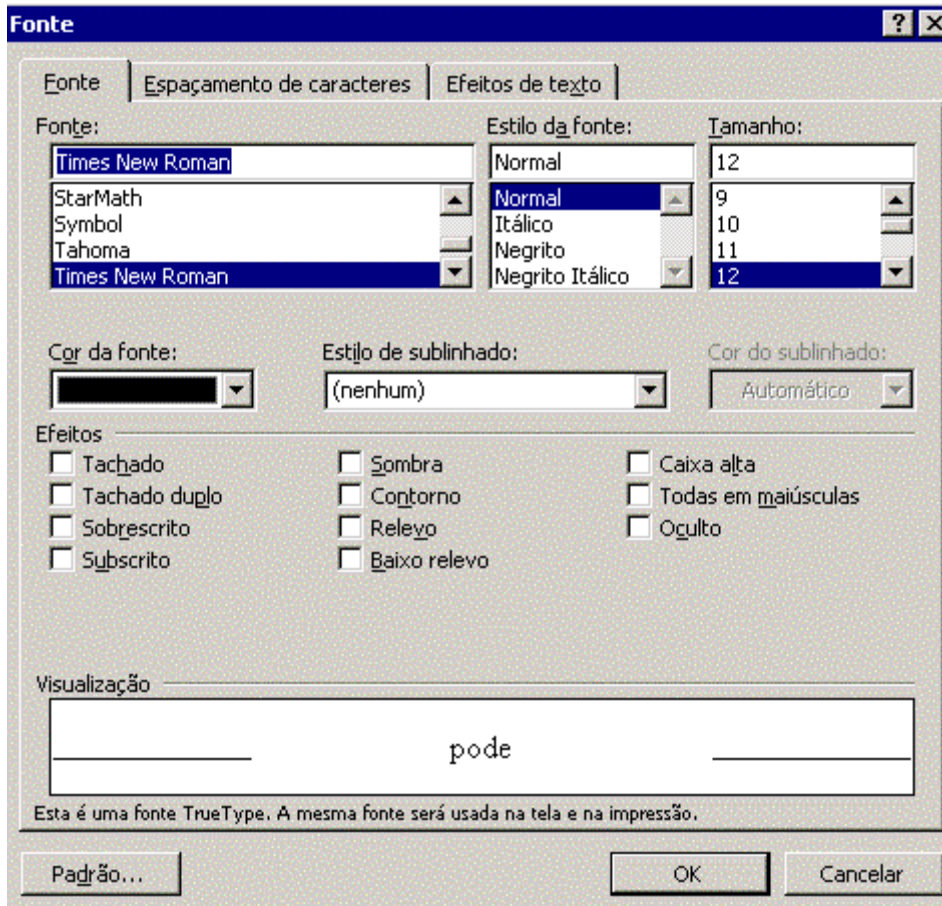 Fonte
Fonte Espaçamento de caracteres Efeitos de texto
Fonte: Estilo da fonte: Tamanho:
Times New Roman Normal 12
StarMath Normal 9
Symbol Itálico 10
Tahoma Negrito 11
Times New Roman Negrito Itálico 12
Cor da fonte: Estilo de sublinhado: Cor do sublinhado:
(nenhum) Automático
Efeitos
Tachado Sombra Caixa alta
Tachado duplo Contorno Todas em maiúsculas
Sobrescrito Relevo Oculto
Subscrito Baixo relevo
Visualização
pode
Esta é uma fonte TrueType. A mesma fonte será usada na tela e na impressão.
Padrão... OK Cancelar